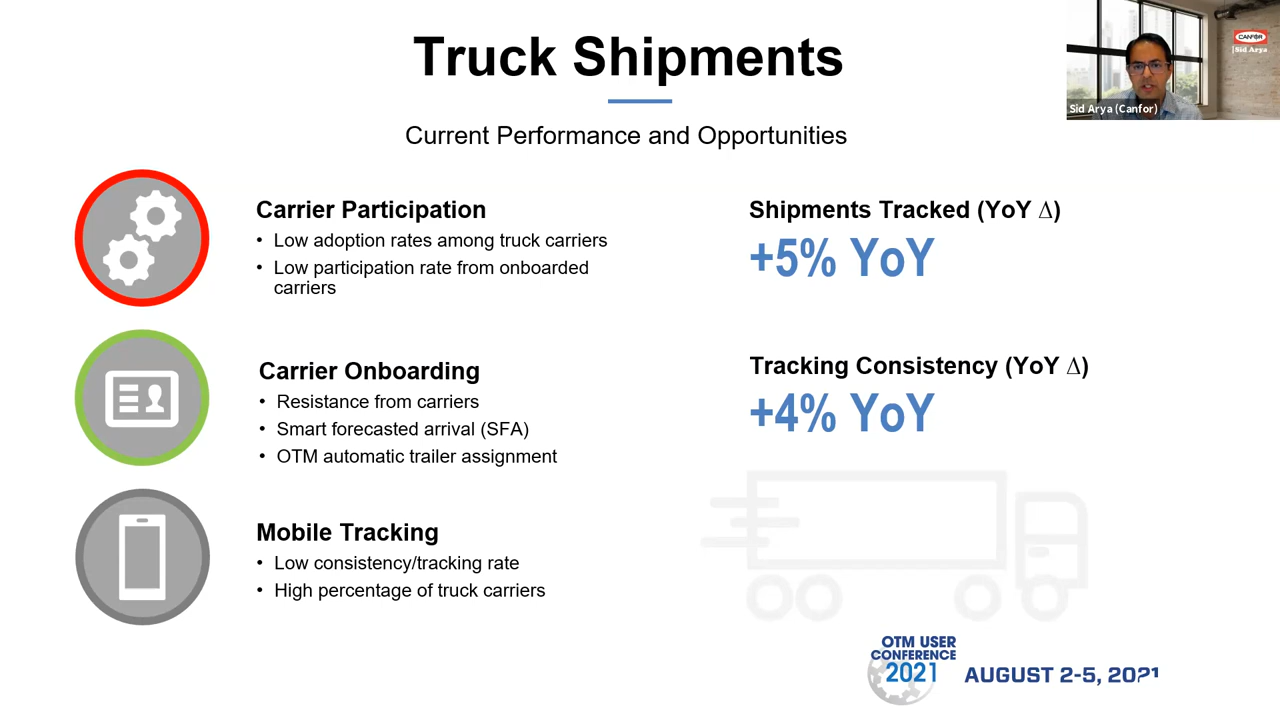 Truck Shipments
Current Performance and Opportunities
CANFOR
Sid Arya
Sid Arya (Canfor)
Carrier Participation
• Low adoption rates among truck carriers
• Low participation rate from onboarded
carriers
Carrier Onboarding
• Resistance from carriers
• Smart forecasted arrival (SFA)
• OTM automatic trailer assignment
Mobile Tracking
• Low consistency/tracking rate
• High percentage of truck carriers
Shipments Tracked (YoY Δ)
+5% YoY
Tracking Consistency (YoY Δ)
+4% YoY
OTM USER
CONFERENCE
2021
AUGUST 2-5, 2021